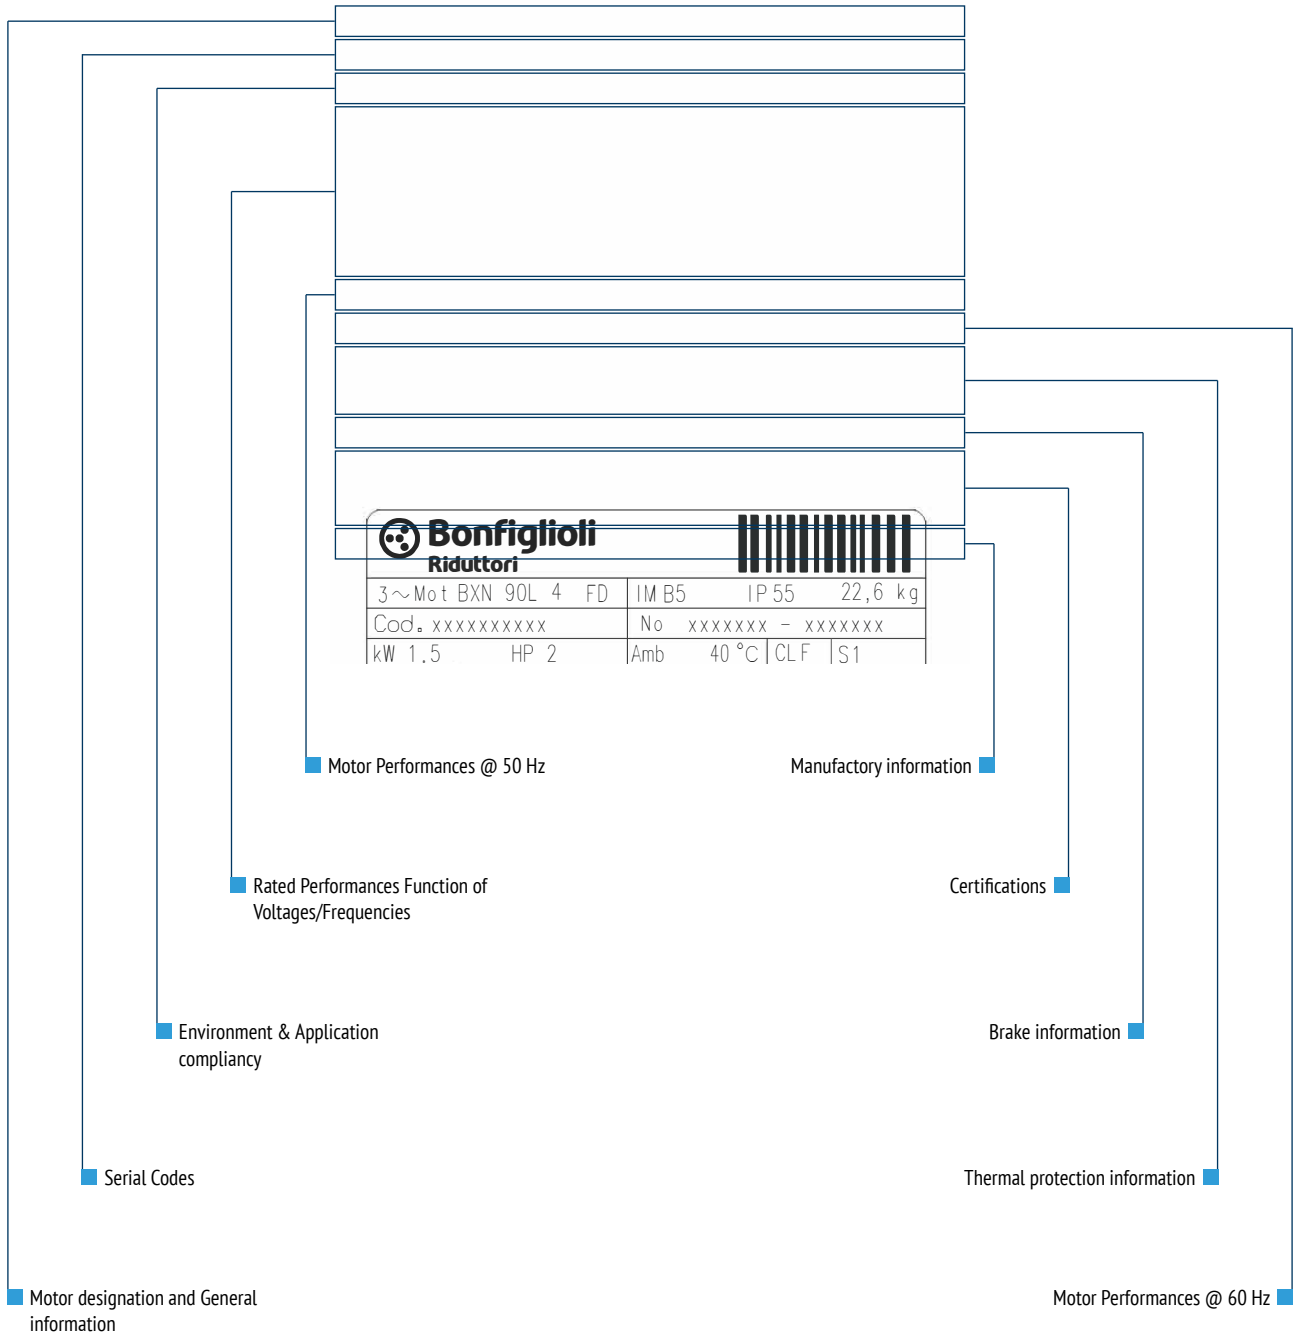 Bonfiglioli
Riduttori
3~Mot BXN 90L 4 FD IM B5 IP 55 22,6 kg
Cod. xxxxxxxxxx No xxxxxxx - xxxxxxx
kW 1.5 HP 2 Amb 40 °C CL F S1
Motor Performances @ 50 Hz
Manufactory information
Rated Performances Function of
Voltages/Frequencies
Certifications
Environment & Application
compliancy
Brake information
Serial Codes
Thermal protection information
Motor designation and General
information
Motor Performances @ 60 Hz